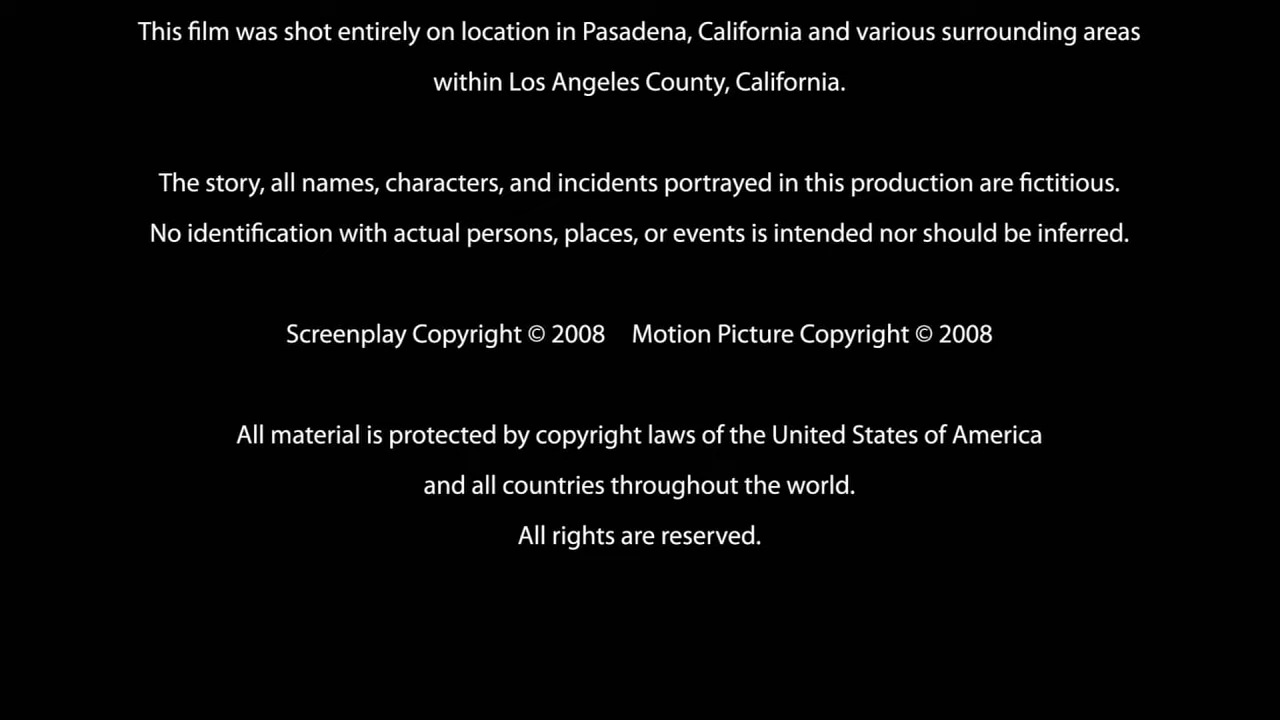 This film was shot entirely on location in Pasadena, California and various surrounding areas
within Los Angeles County, California.
The story, all names, characters, and incidents portrayed in this production are fictitious.
No identification with actual persons, places, or events is intended nor should be inferred.
Screenplay Copyright © 2008 Motion Picture Copyright © 2008
All material is protected by copyright laws of the United States of America
and all countries throughout the world.
All rights are reserved.